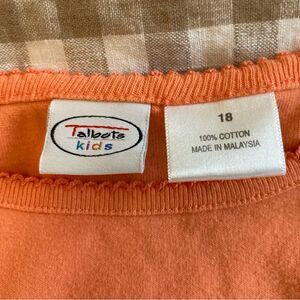 Talbots
kids
18
100% COTTON
MADE IN MALAYSIA